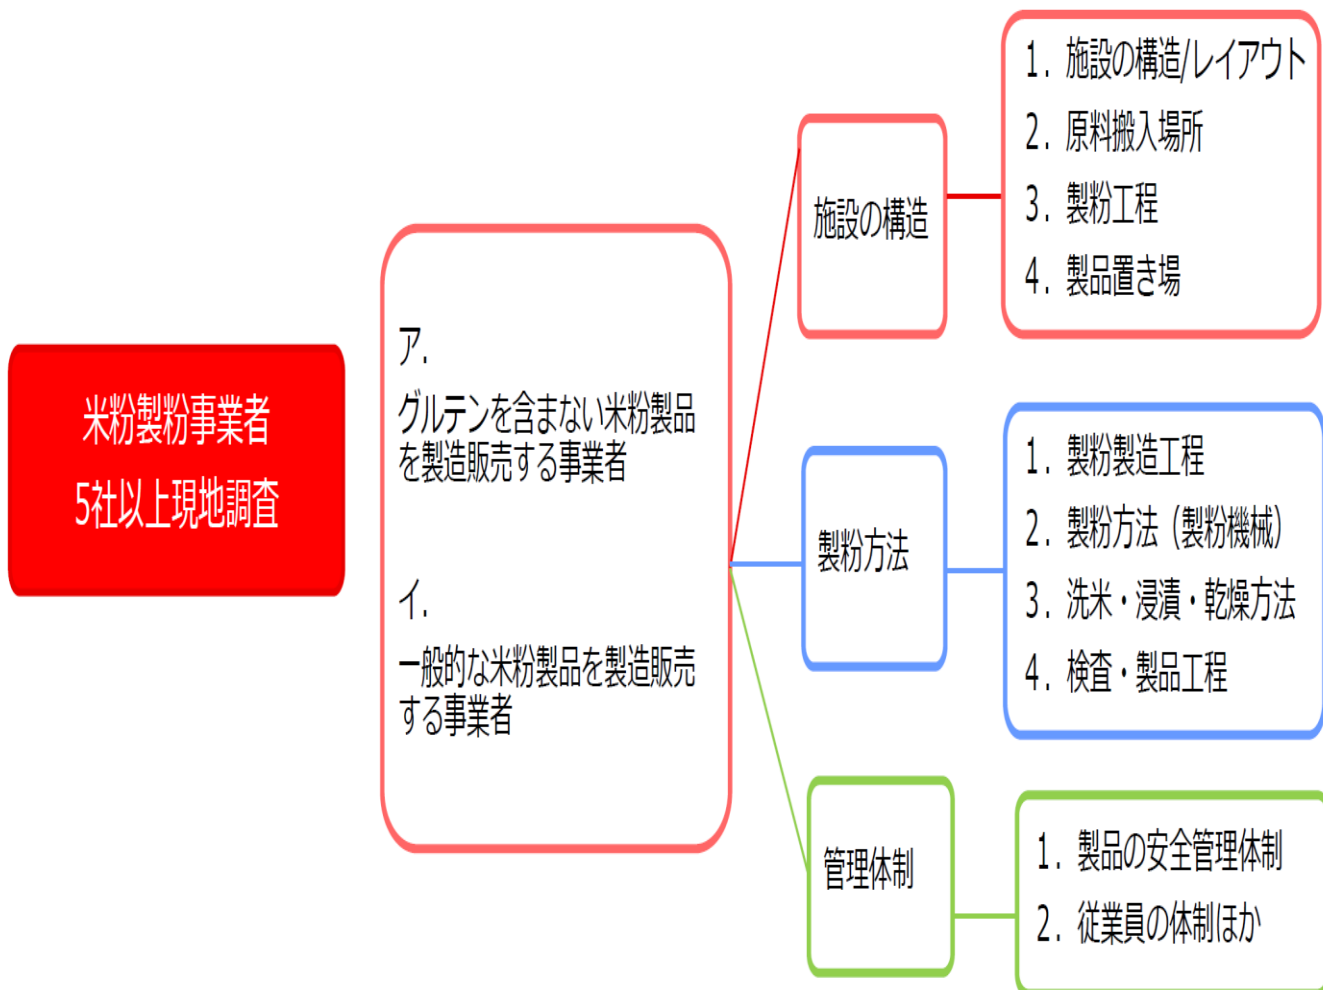 米粉製粉事業者
5社以上現地調査
ア.
グルテンを含まない米粉製品
を製造販売する事業者
イ.
一般的な米粉製品を製造販売
する事業者
施設の構造
1. 施設の構造/レイアウト
2. 原料搬入場所
3. 製粉工程
4. 製品置き場
製粉方法
1. 製粉製造工程
2. 製粉方法（製粉機械）
3. 洗米・浸漬・乾燥方法
4. 検査・製品工程
管理体制
1. 製品の安全管理体制
2. 従業員の体制ほか